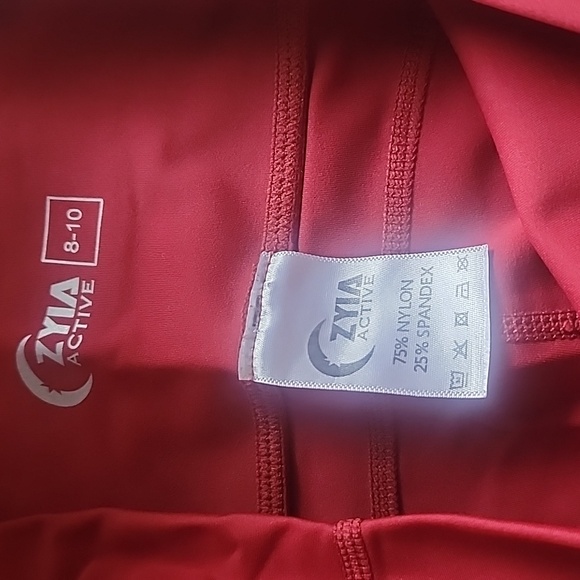 8-10
ZYIA
ACTIVE
ZYIA
ACTIVE
75% NYLON
25% SPANDEX